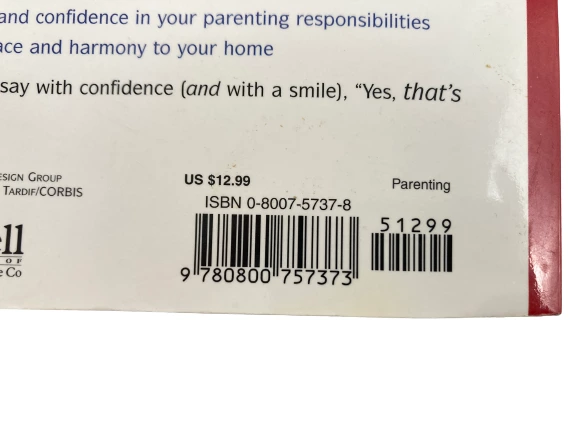 and confidence in your parenting responsibilities
ace and harmony to your home
say with confidence (and with a smile), “Yes, that’s
ESIGN GROUP
TARDIF/CORBIS
US $12.99
Parenting
ISBN 0-8007-5737-8
51299
9 780800 757373
ell
OF
e Co